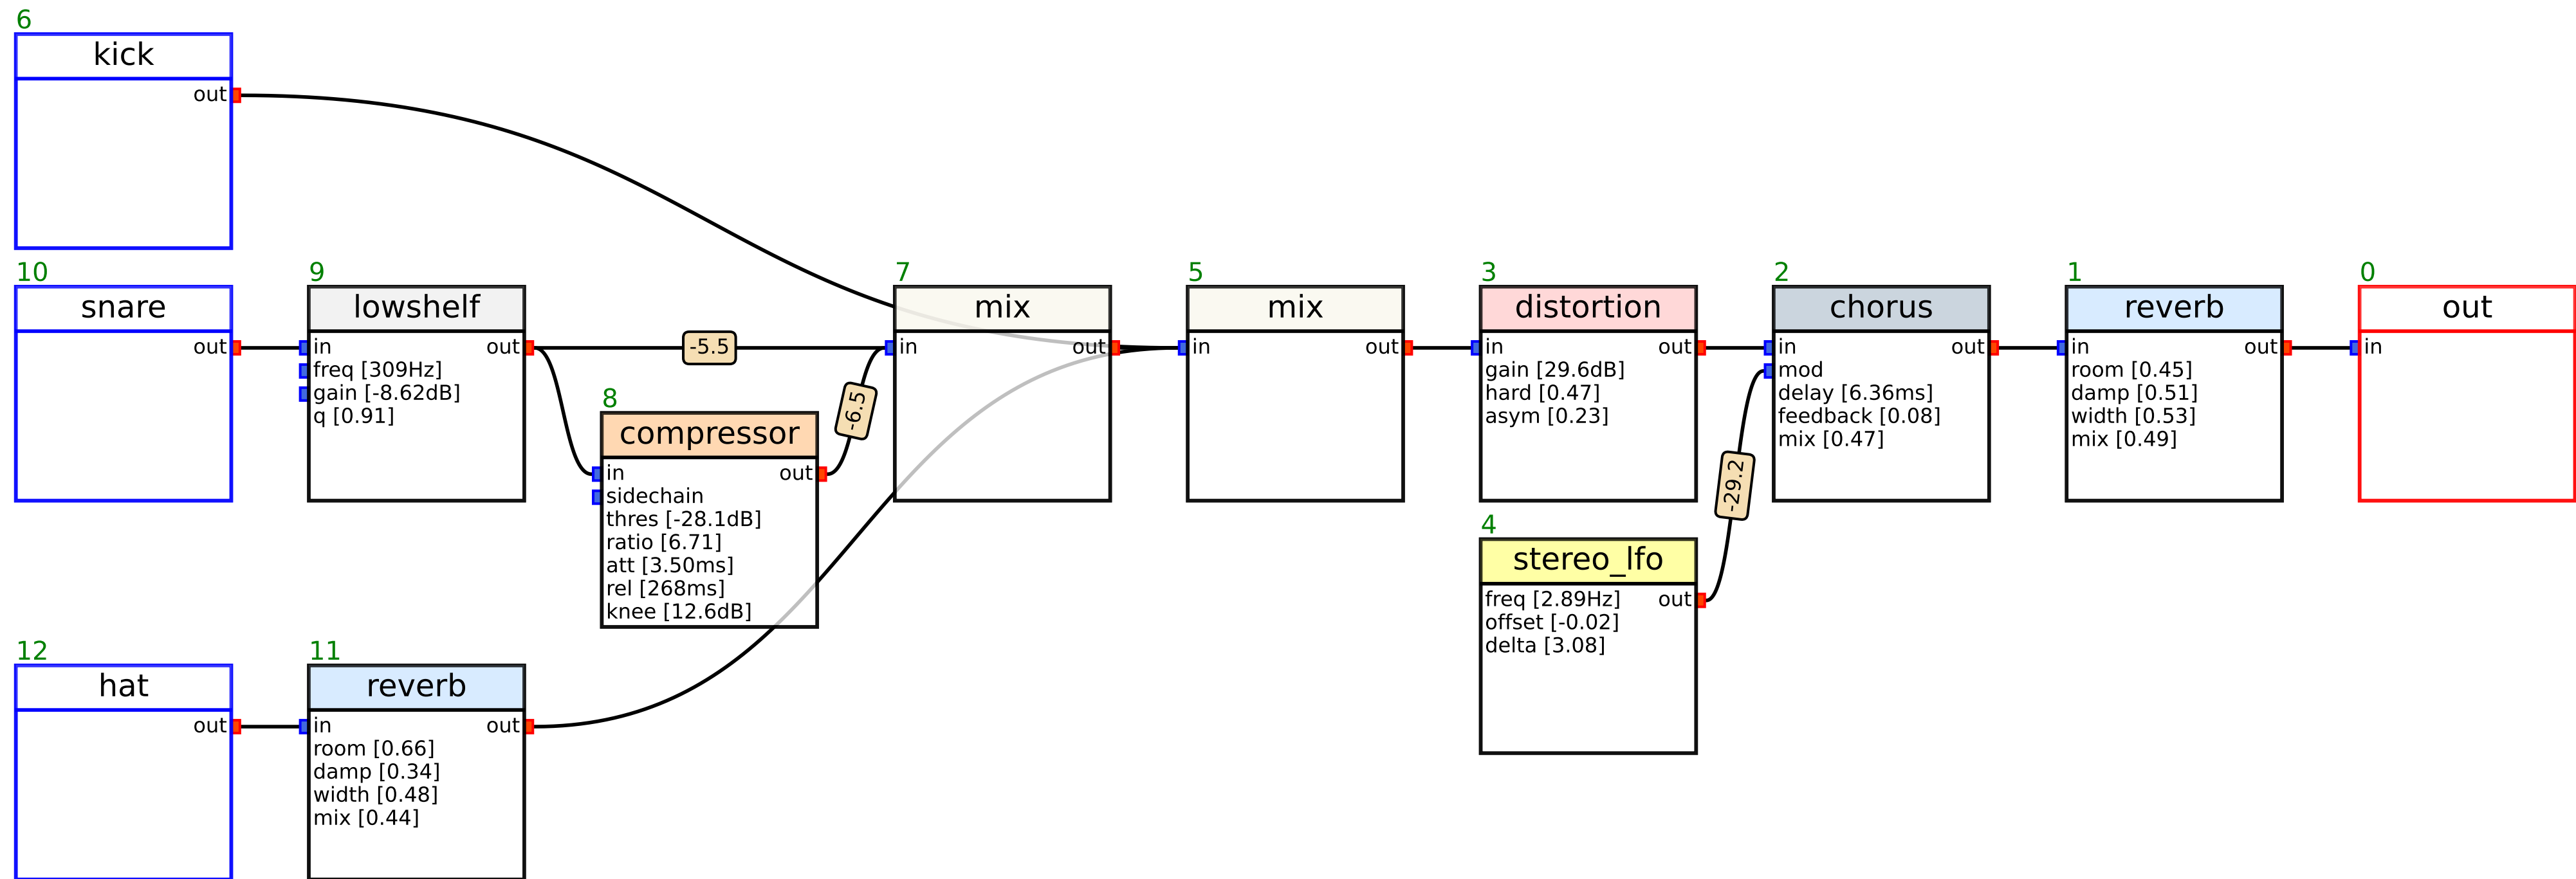 6
kick
out
10
snare
out
9
lowshelf
in out
freq [309Hz]
gain [-8.62dB]
q [0.91]
-5.5
8
compressor
in out
sidechain
thres [-28.1dB]
ratio [6.71]
att [3.50ms]
rel [268ms]
knee [12.6dB]
-6.5
7
mix
in out
5
mix
in out
3
distortion
in out
gain [29.6dB]
hard [0.47]
asym [0.23]
4
stereo_lfo
freq [2.89Hz] out
offset [-0.02]
delta [3.08]
-29.2
2
chorus
in out
mod
delay [6.36ms]
feedback [0.08]
mix [0.47]
1
reverb
in out
room [0.45]
damp [0.51]
width [0.53]
mix [0.49]
0
out
in
12
hat
out
11
reverb
in out
room [0.66]
damp [0.34]
width [0.48]
mix [0.44]